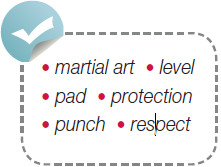 • martial art • level
• pad • protection
• punch • respect